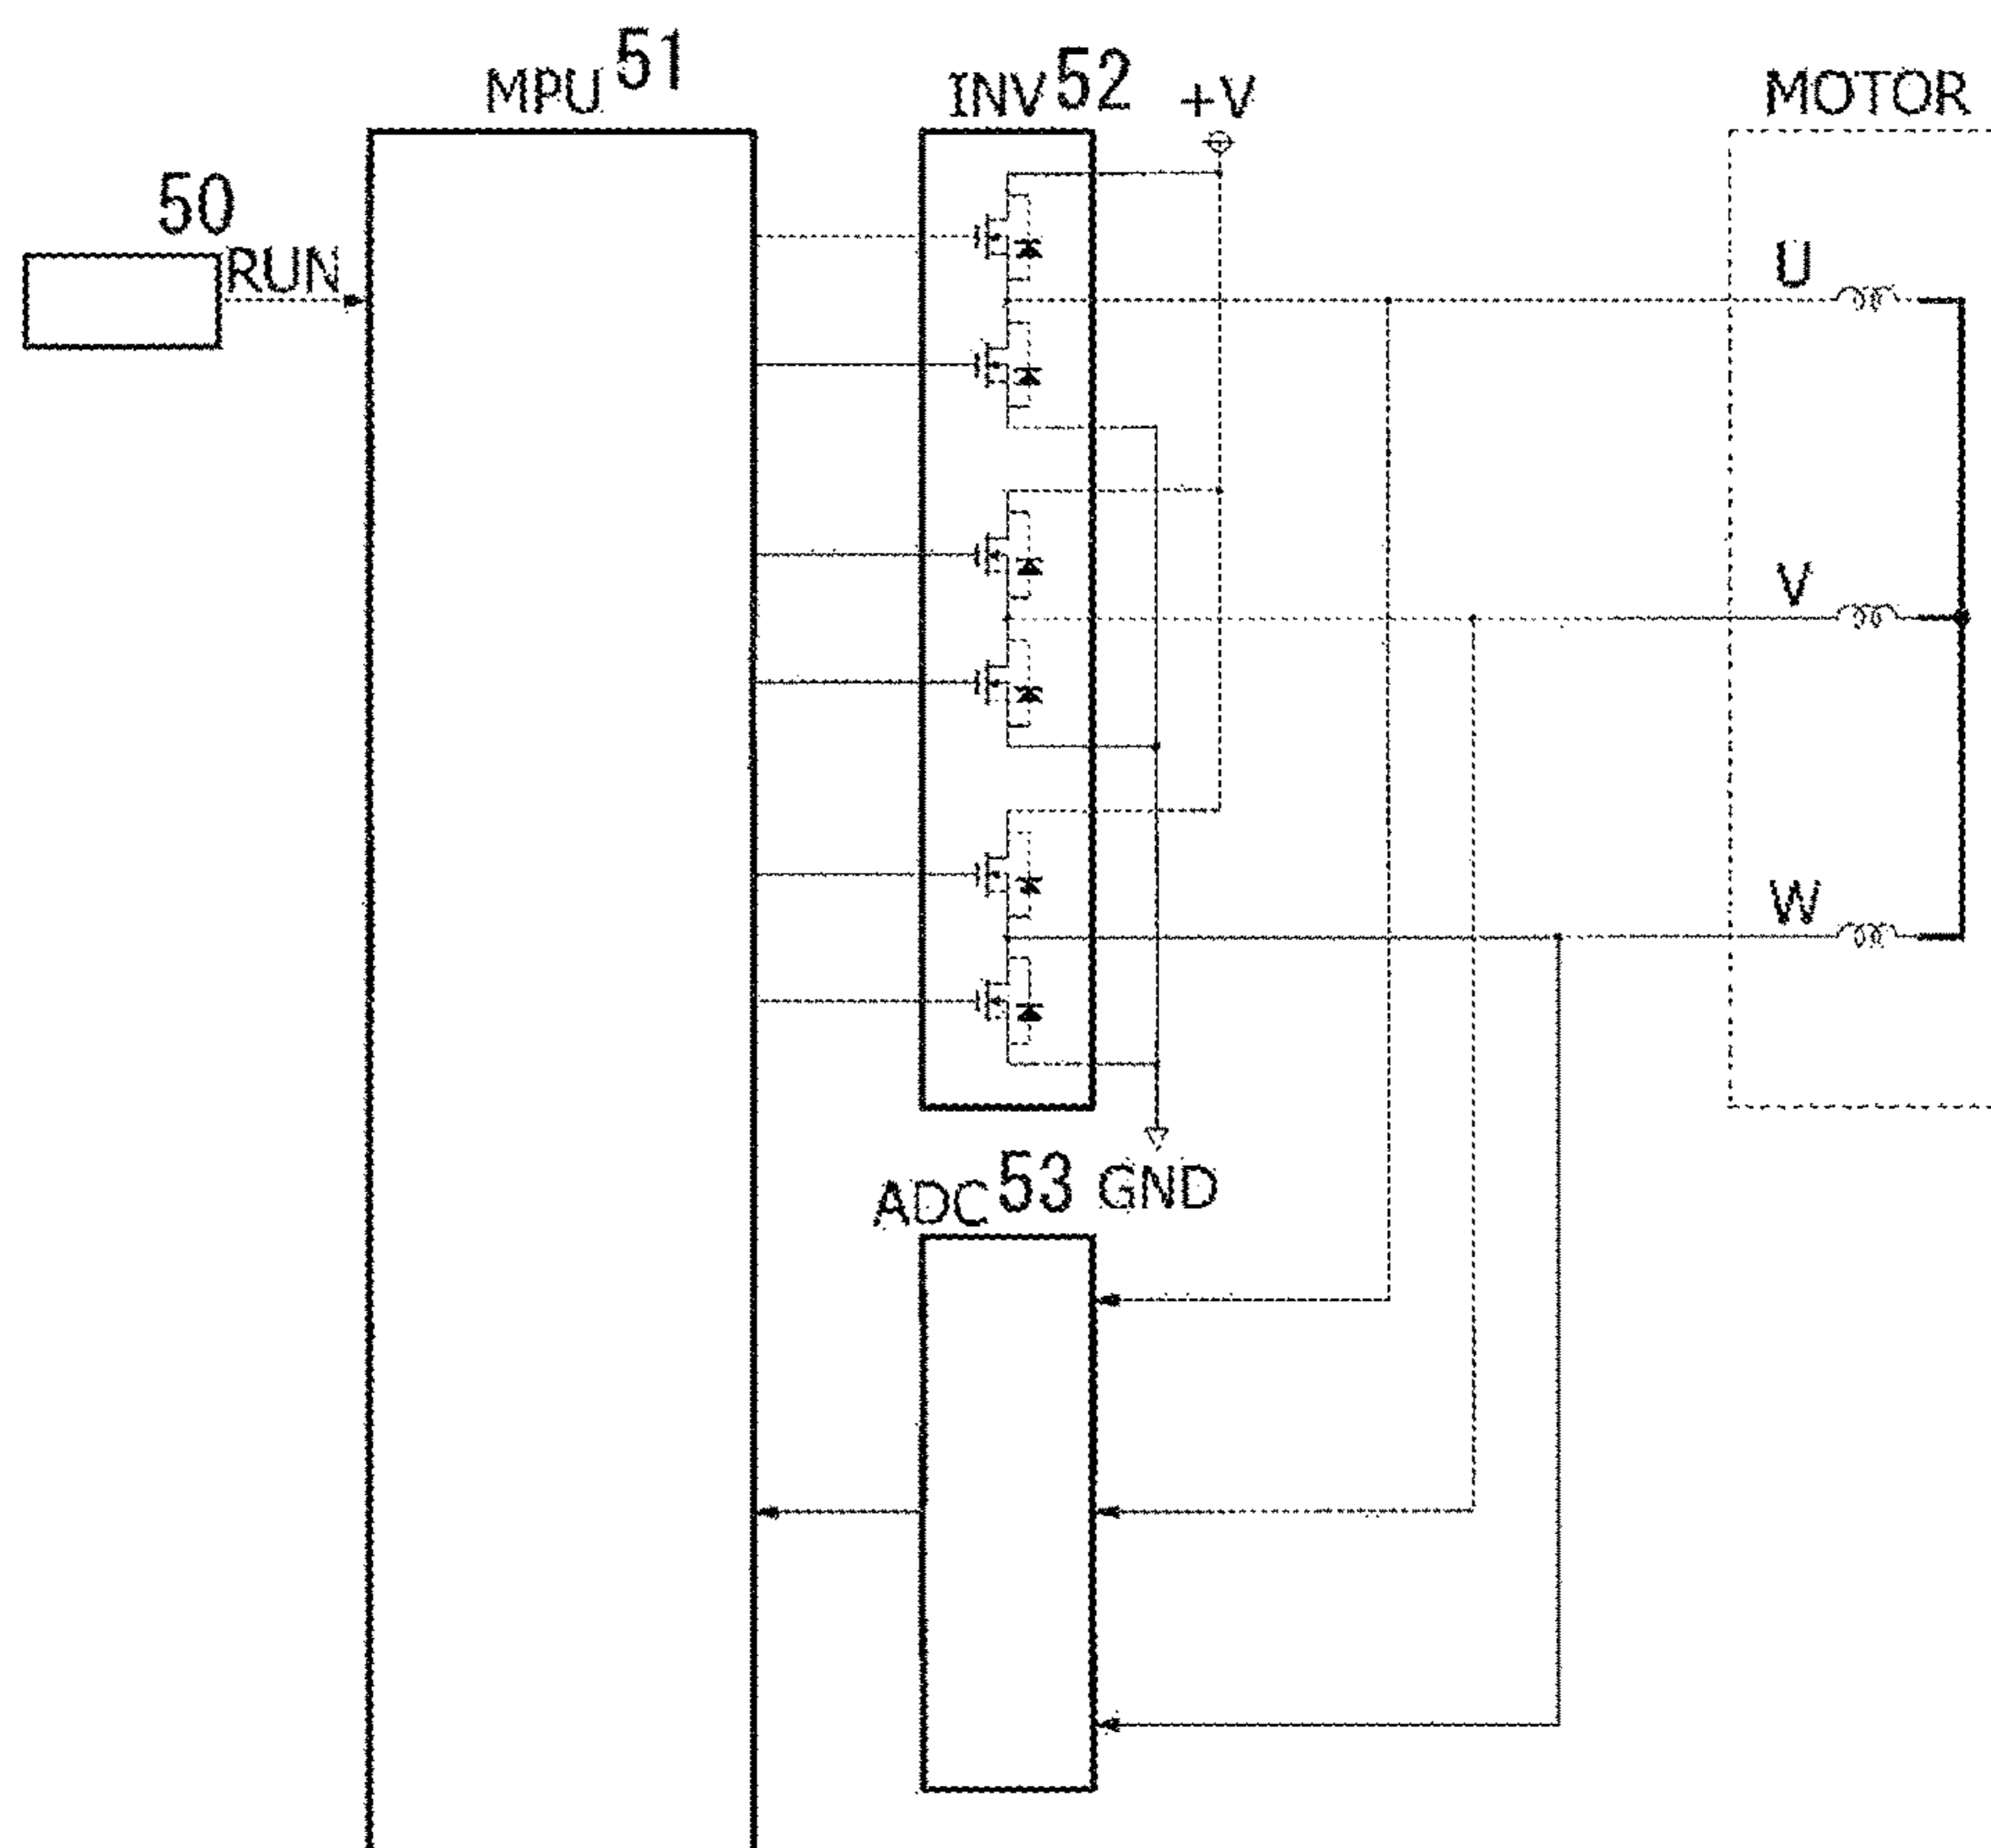 MPU 51
INV 52
+V
MOTOR
50
RUN
U
V
W
ADC 53
GND